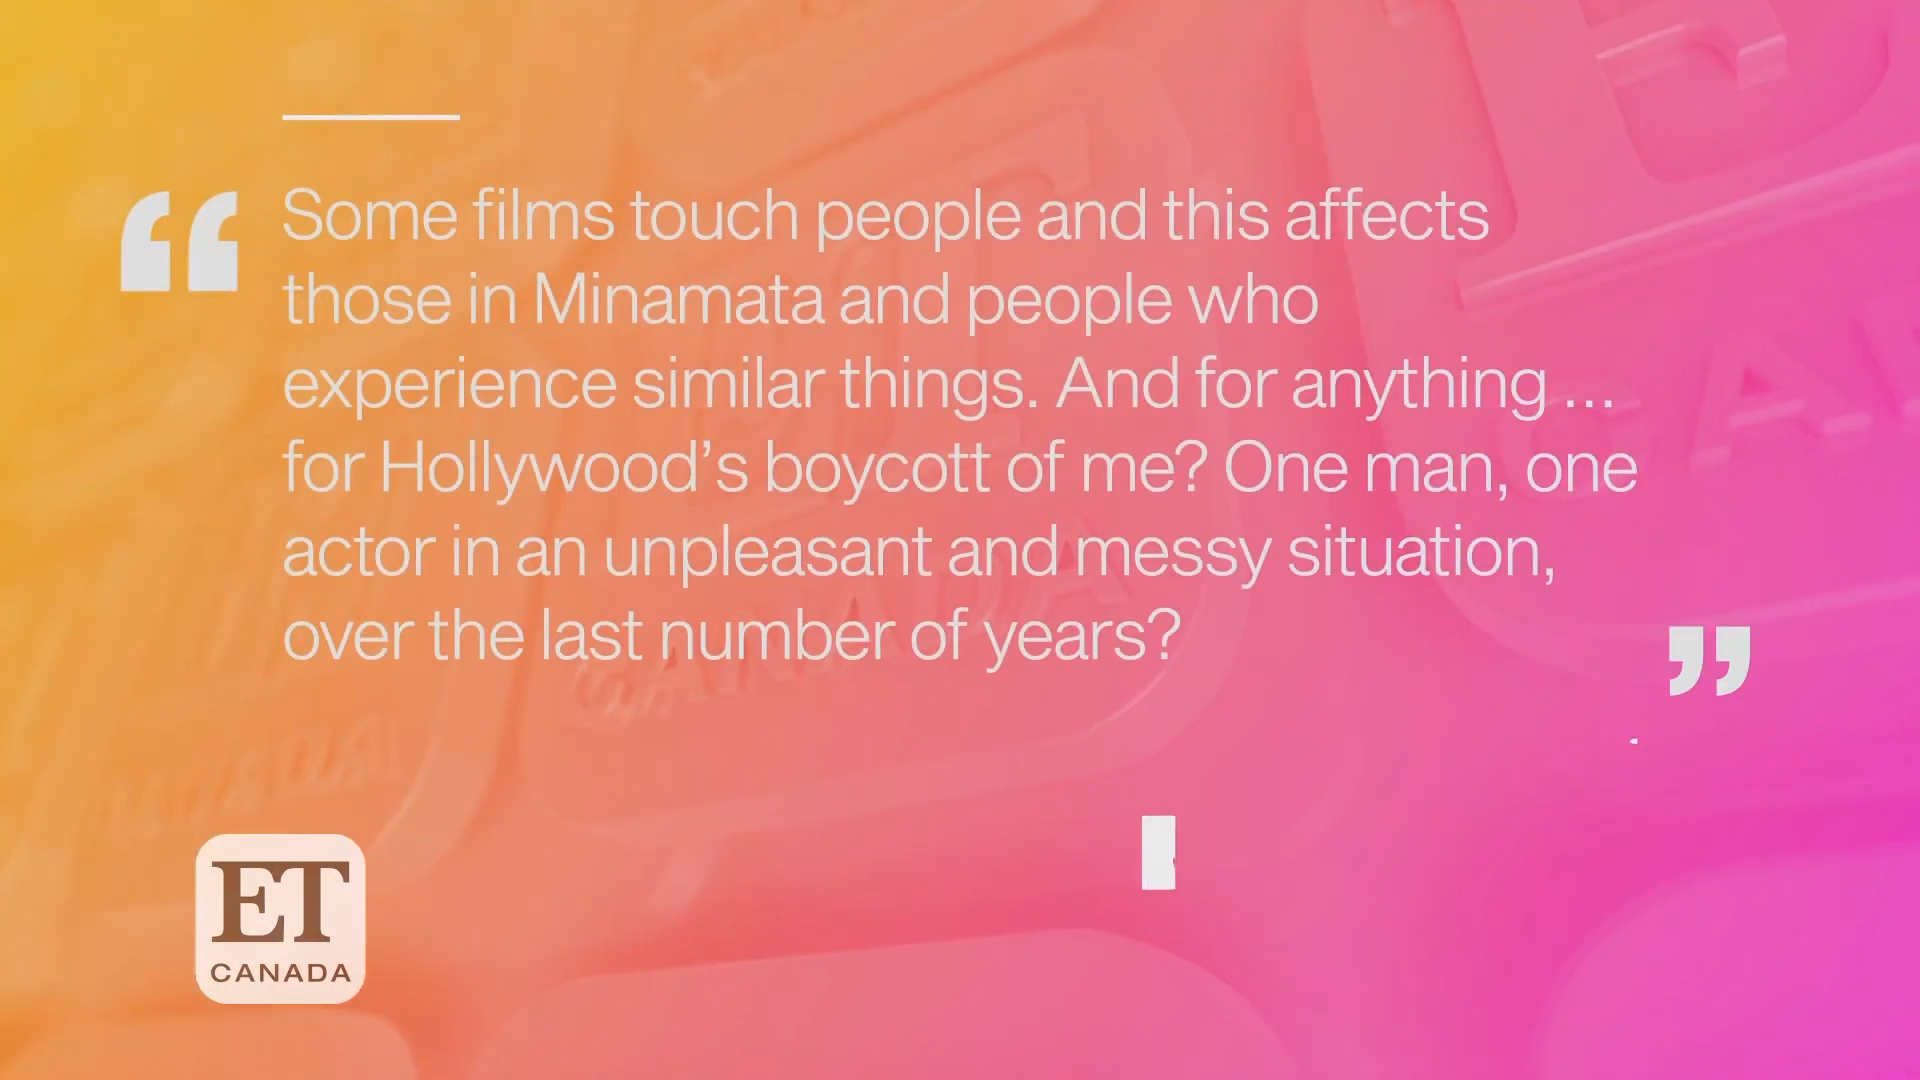 “Some films touch people and this affects
those in Minamata and people who
experience similar things. And for anything ...
for Hollywood’s boycott of me? One man, one
actor in an unpleasant and messy situation,
over the last number of years?”
ET
CANADA